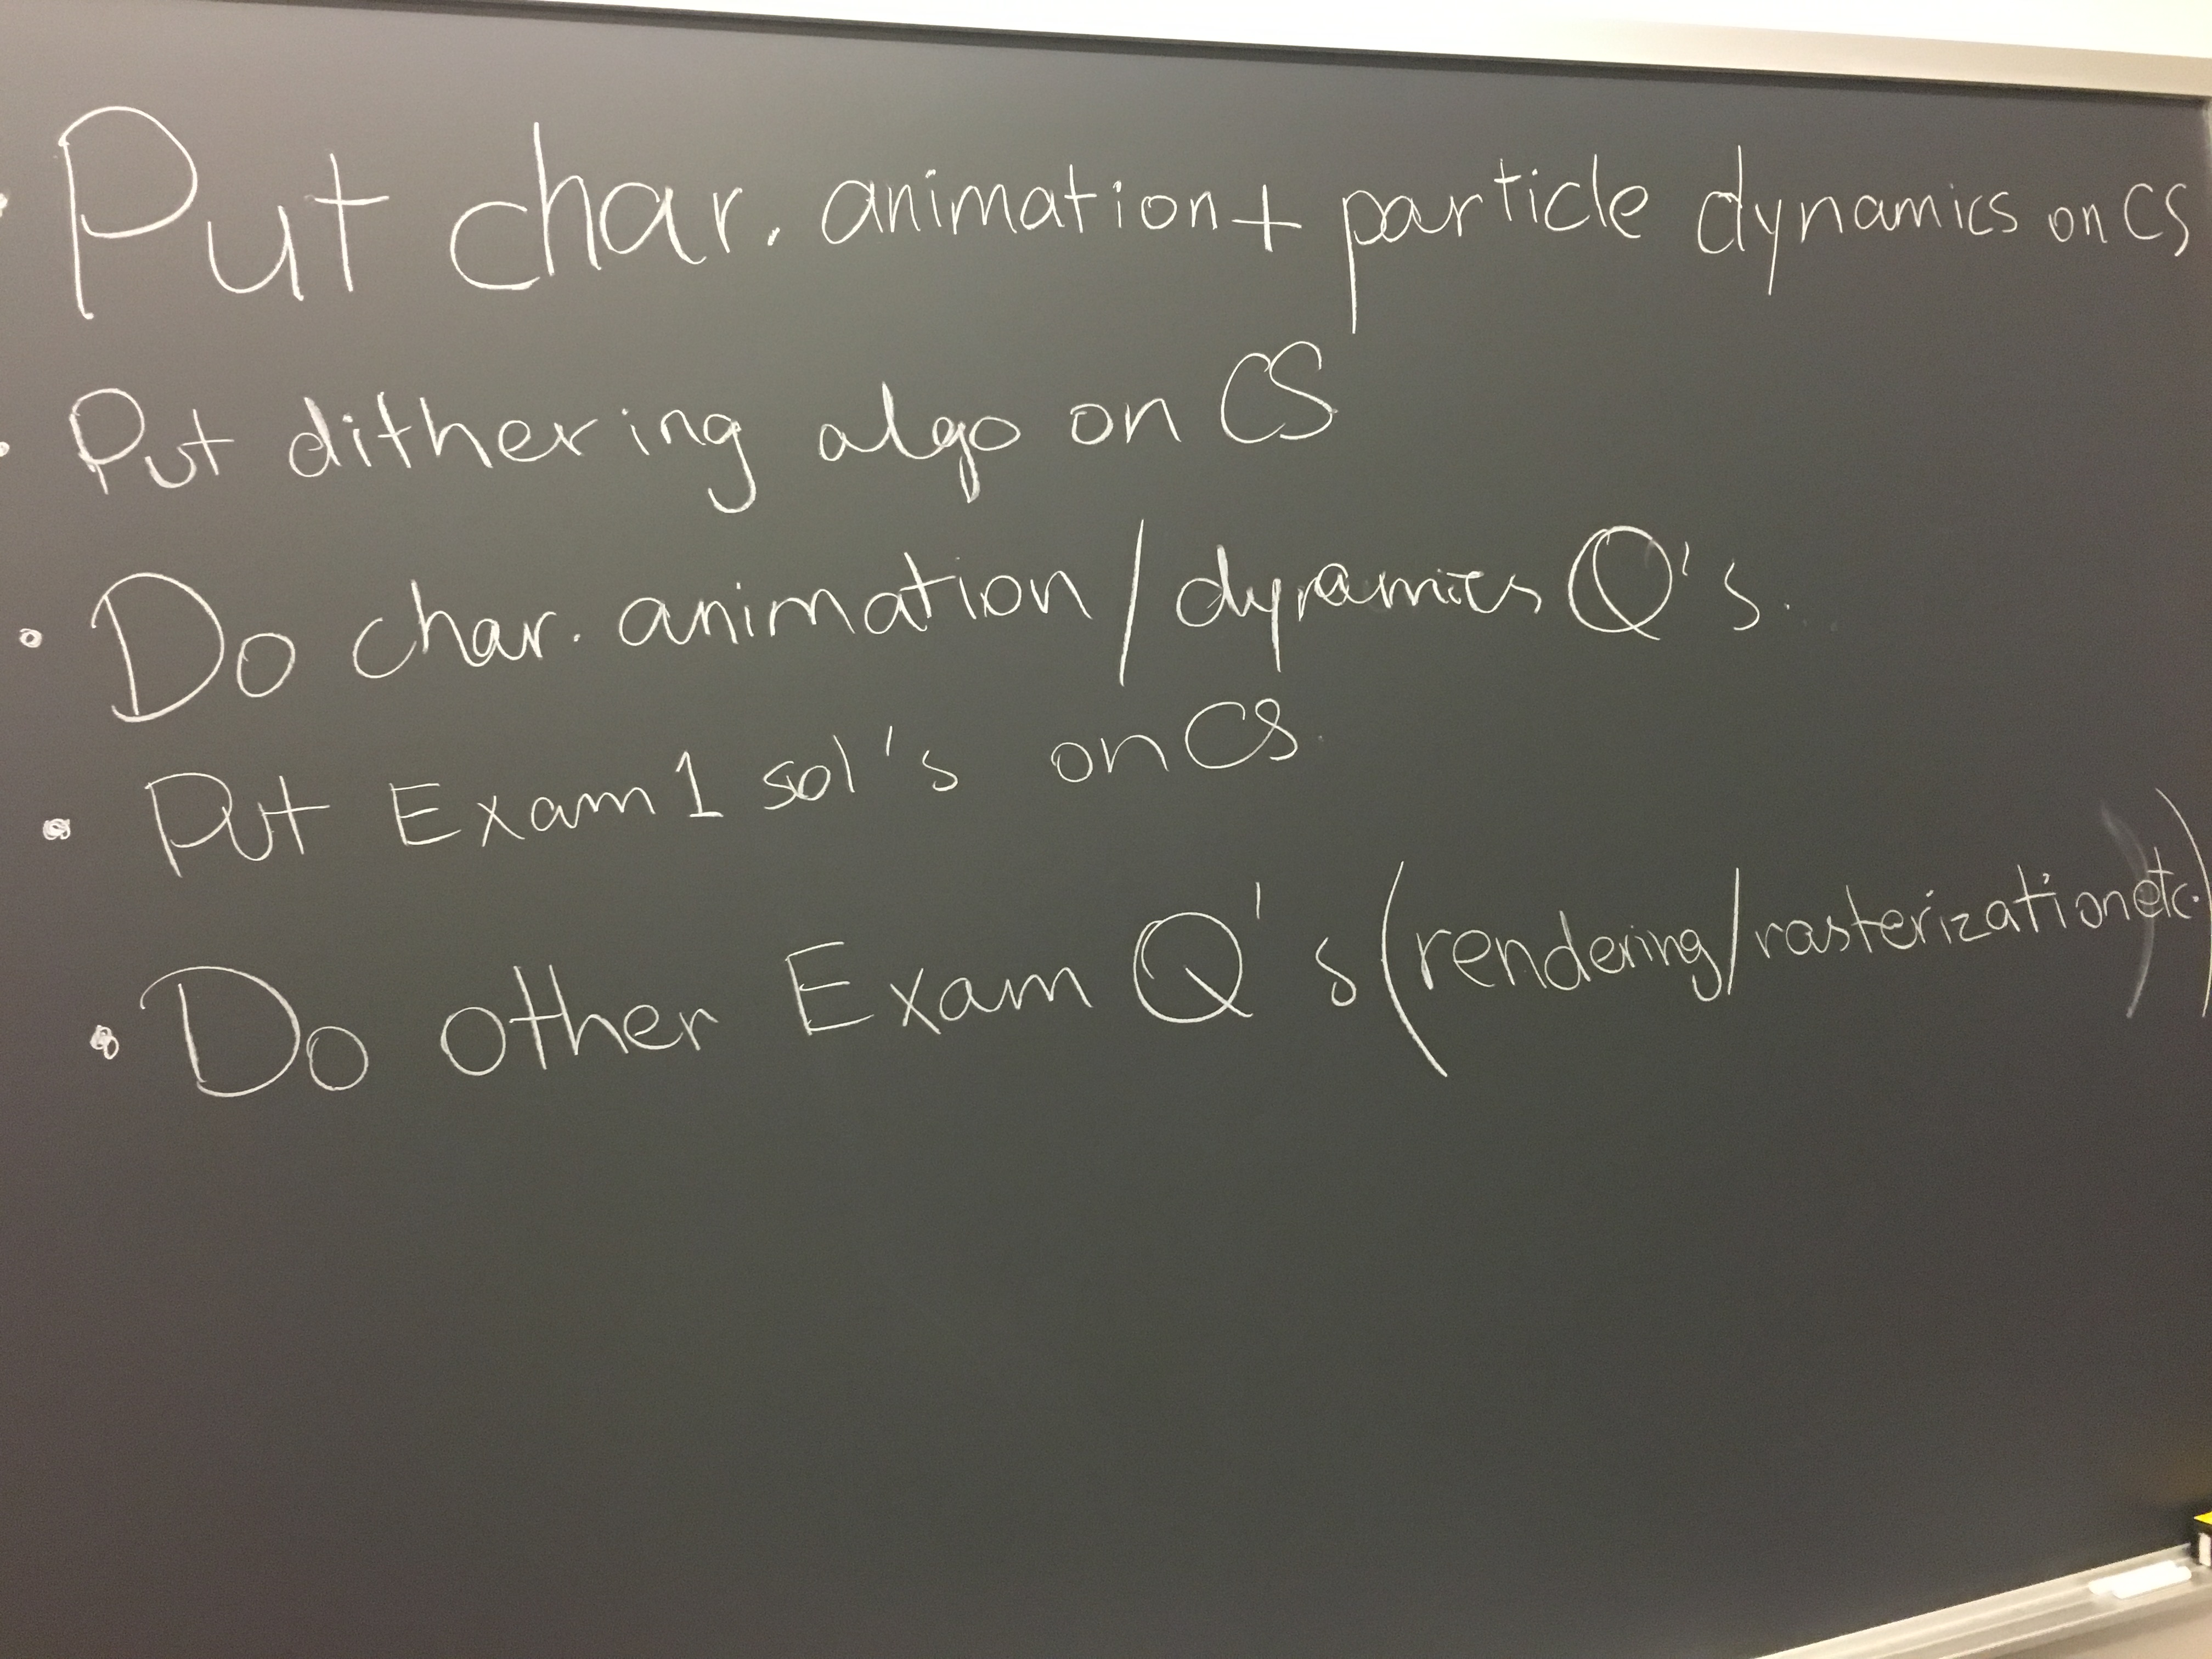 • Put char. animation + particle dynamics on CS
• Put dithering algo on CS
• Do char. animation / dynamics Q's.
• Put Exam 1 sol's on CS.
• Do other Exam Q's (rendering/rasterization etc.)